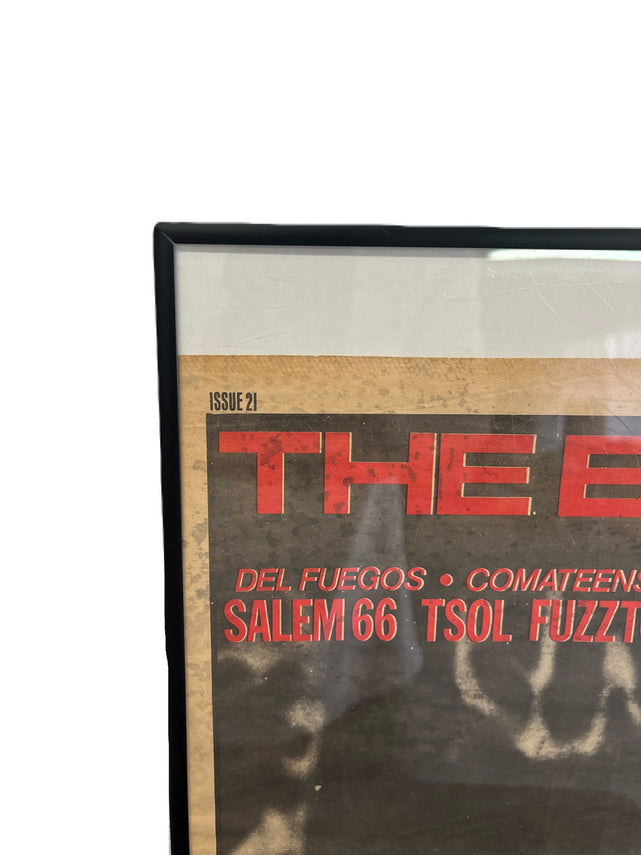 ISSUE 21
THE B
DEL FUEGOS • COMATEENS
SALEM 66 TSOL FUZZT